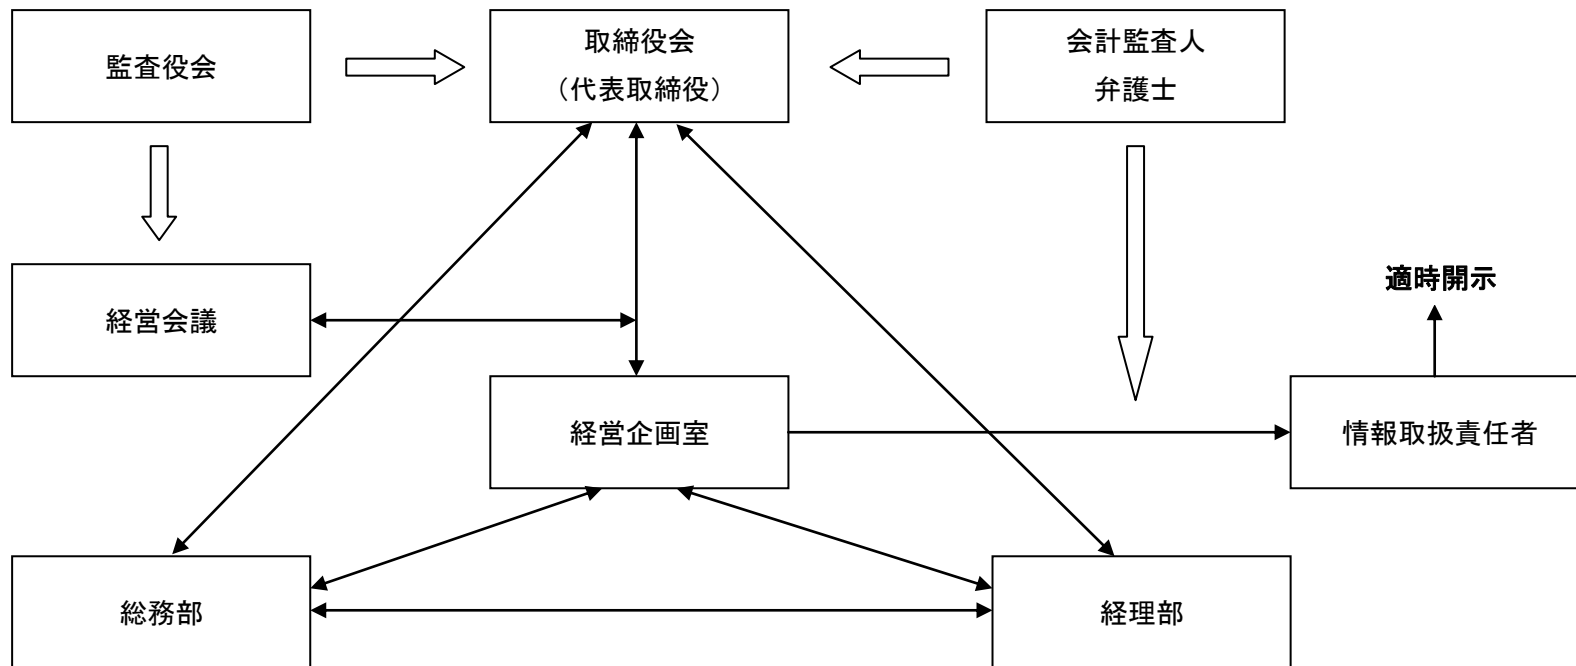 監査役会
取締役会
（代表取締役）
会計監査人
弁護士
経営会議
適時開示
経営企画室
情報取扱責任者
総務部
経理部